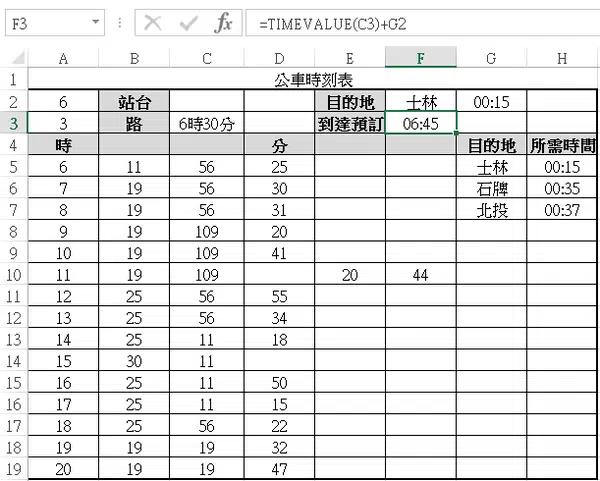 F3 fx =TIMEVALUE(C3)+G2
A B C D E F G H
1 公車時刻表
2 6 站台 目的地 士林 00:15
3 3 路 6時30分 到達預訂 06:45
4 時 分 目的地 所需時間
5 6 11 56 25 士林 00:15
6 7 19 56 30 石牌 00:35
7 8 19 56 31 北投 00:37
8 9 19 109 20
9 10 19 109 41
10 11 19 109 20 44
11 12 25 56 55
12 13 25 56 34
13 14 25 11 18
14 15 30 11
15 16 25 11 50
16 17 25 11 15
17 18 25 56 22
18 19 19 19 32
19 20 19 19 47